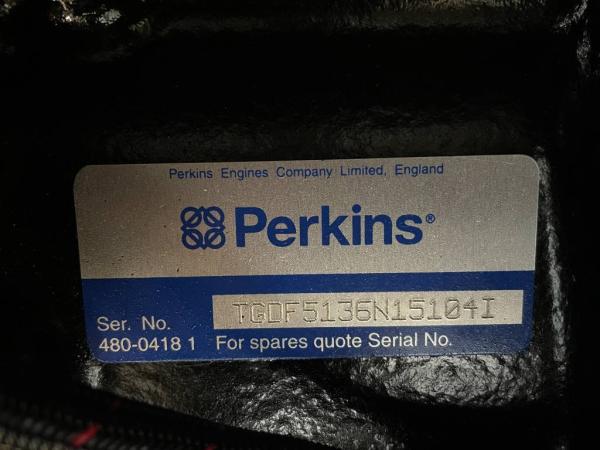 Perkins Engines Company Limited, England
Perkins®
Ser. No. TGDF5136N15104I
480-0418 1 For spares quote Serial No.